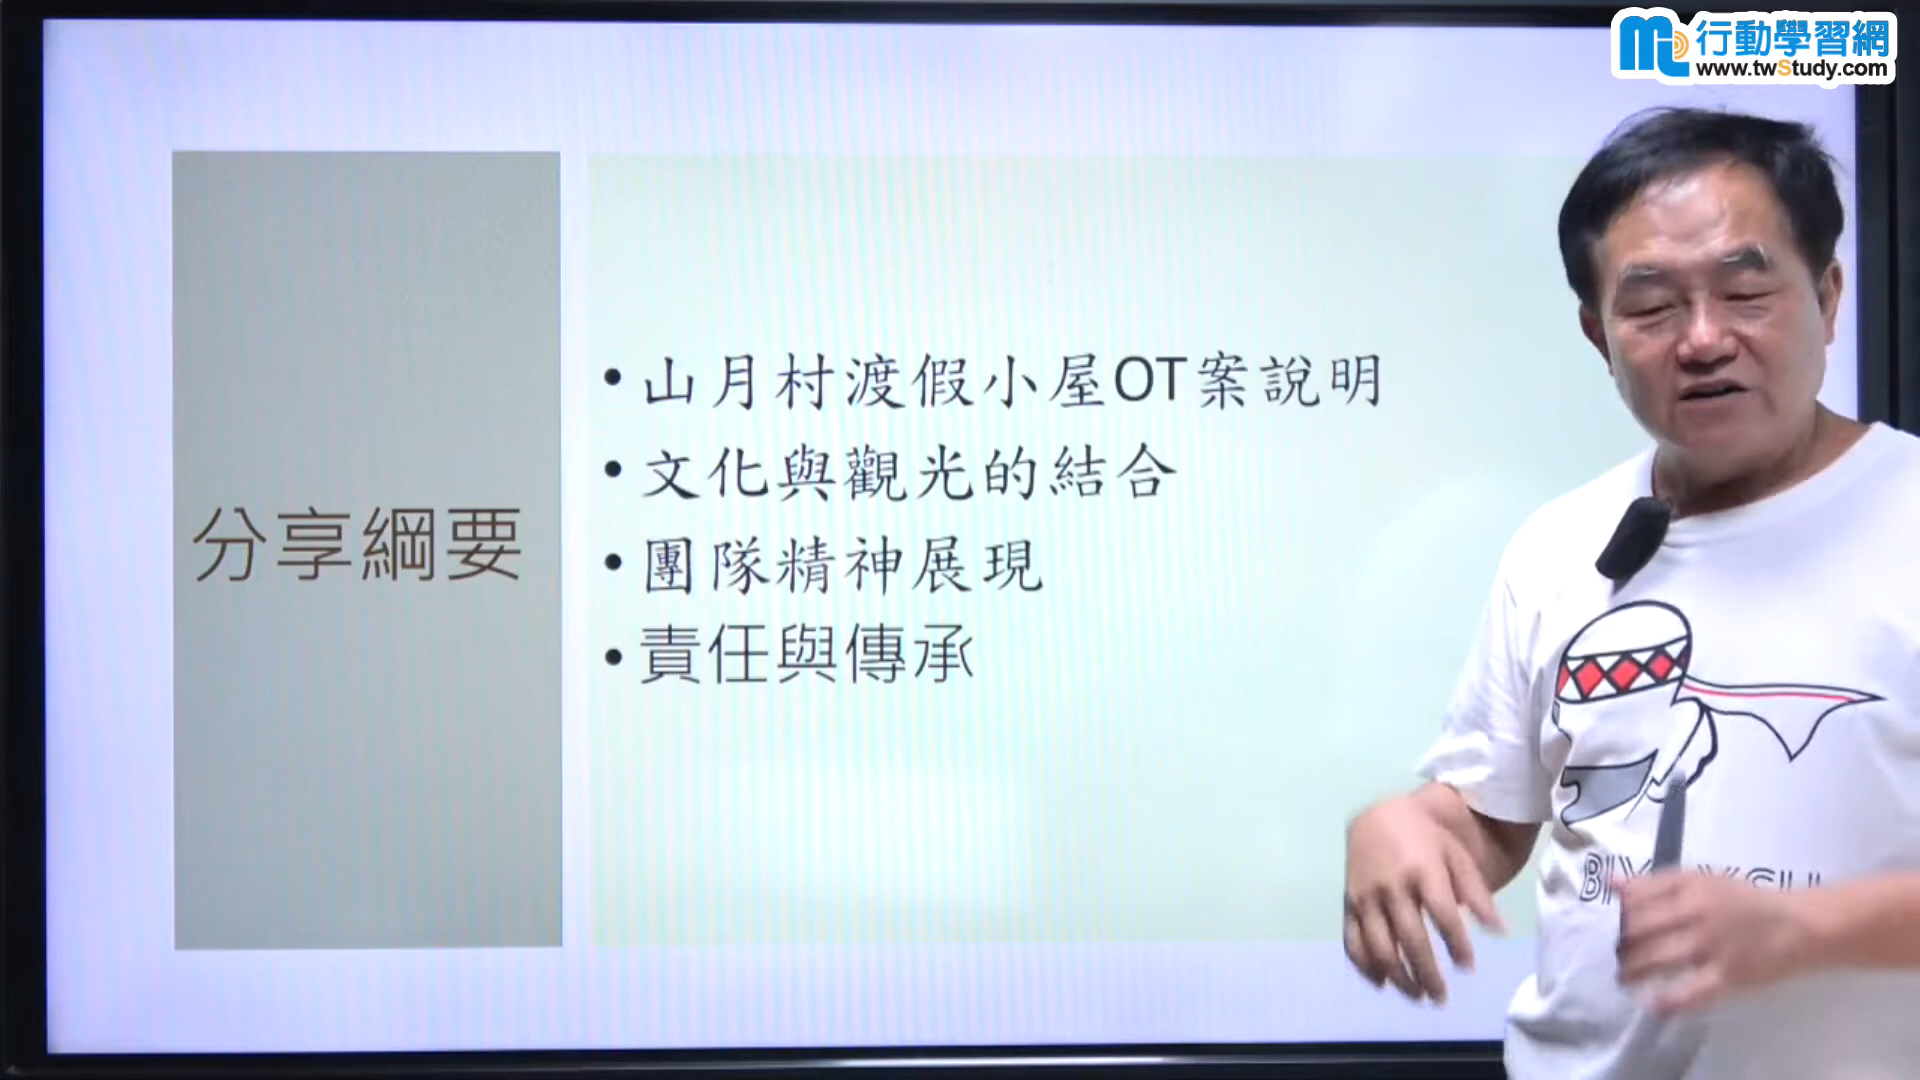 行動學習網
www.twStudy.com
分享綱要
• 山月村渡假小屋OT案說明
• 文化與觀光的結合
• 團隊精神展現
• 責任與傳承